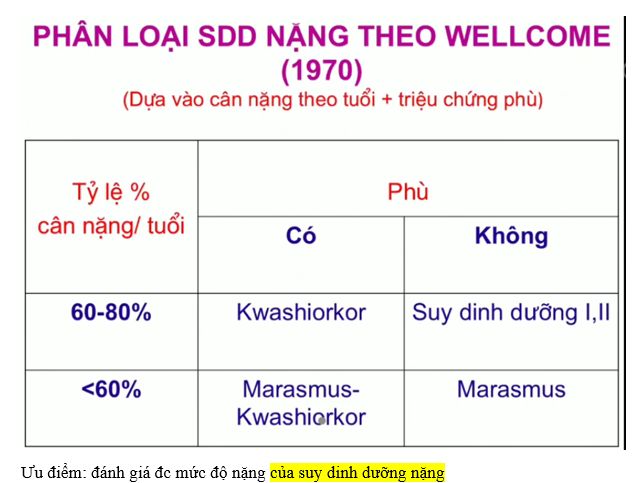 PHÂN LOẠI SDD NẶNG THEO WELLCOME
(1970)
(Dựa vào cân nặng theo tuổi + triệu chứng phù)
Tỷ lệ %
cân nặng/ tuổi
Phù
Có
Không
60-80%
Kwashiorkor
Suy dinh dưỡng I,II
<60%
Marasmus-
Kwashiorkor
Marasmus
Ưu điểm: đánh giá đc mức độ nặng của suy dinh dưỡng nặng